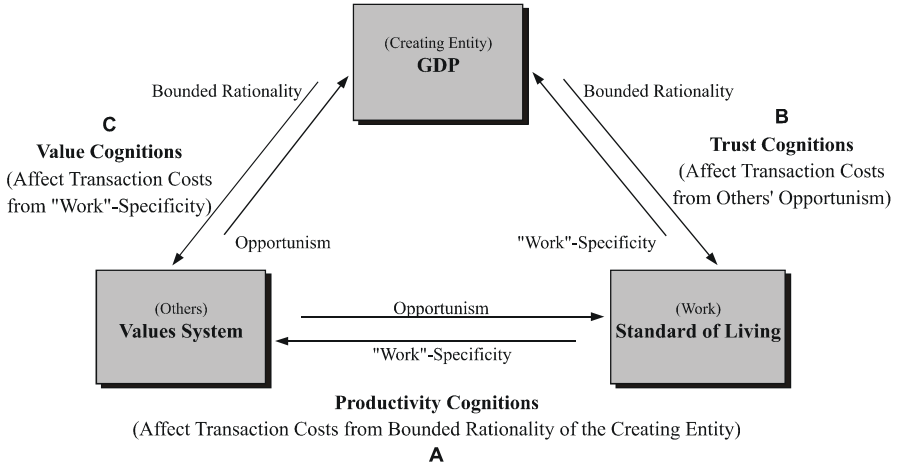 (Creating Entity)
GDP
Bounded Rationality
Bounded Rationality
C
Value Cognitions
(Affect Transaction Costs
from "Work"-Specificity)
B
Trust Cognitions
(Affect Transaction Costs
from Others' Opportunism)
Opportunism
"Work"-Specificity
(Others)
Values System
Opportunism
"Work"-Specificity
(Work)
Standard of Living
Productivity Cognitions
(Affect Transaction Costs from Bounded Rationality of the Creating Entity)
A